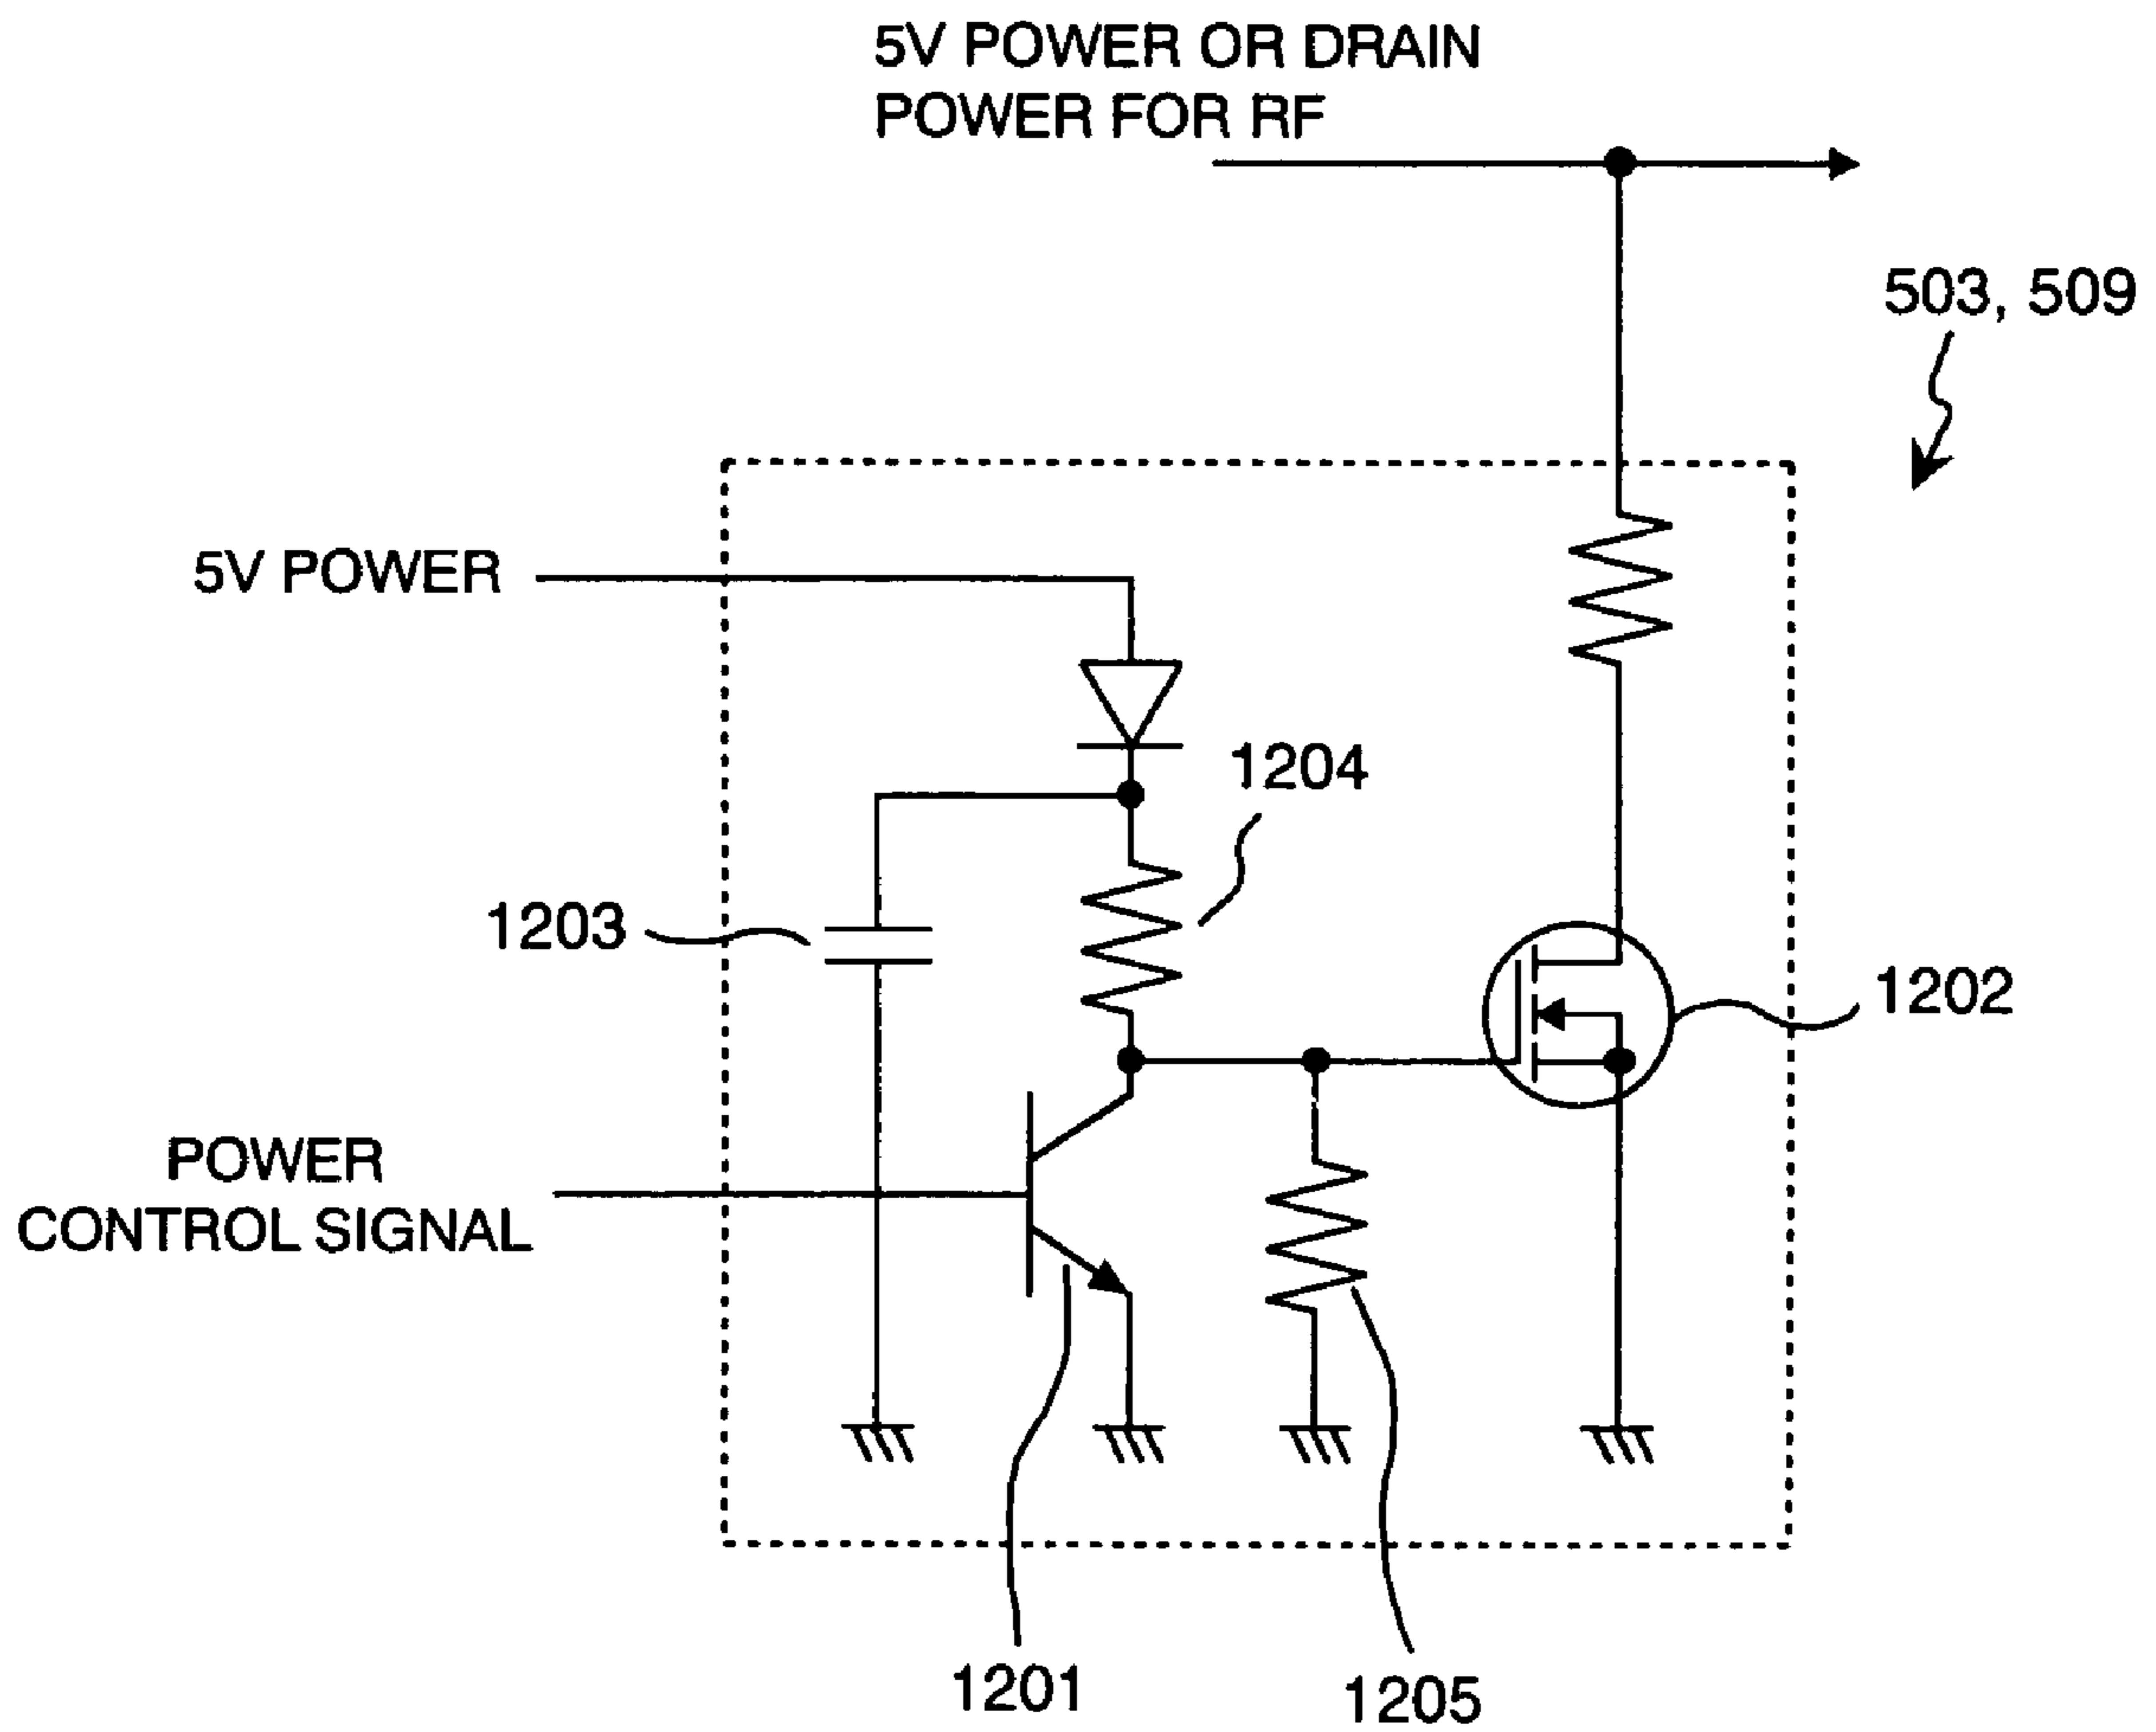 5V POWER OR DRAIN
POWER FOR RF
503, 509
5V POWER
1204
1203
1202
POWER
CONTROL SIGNAL
1201
1205